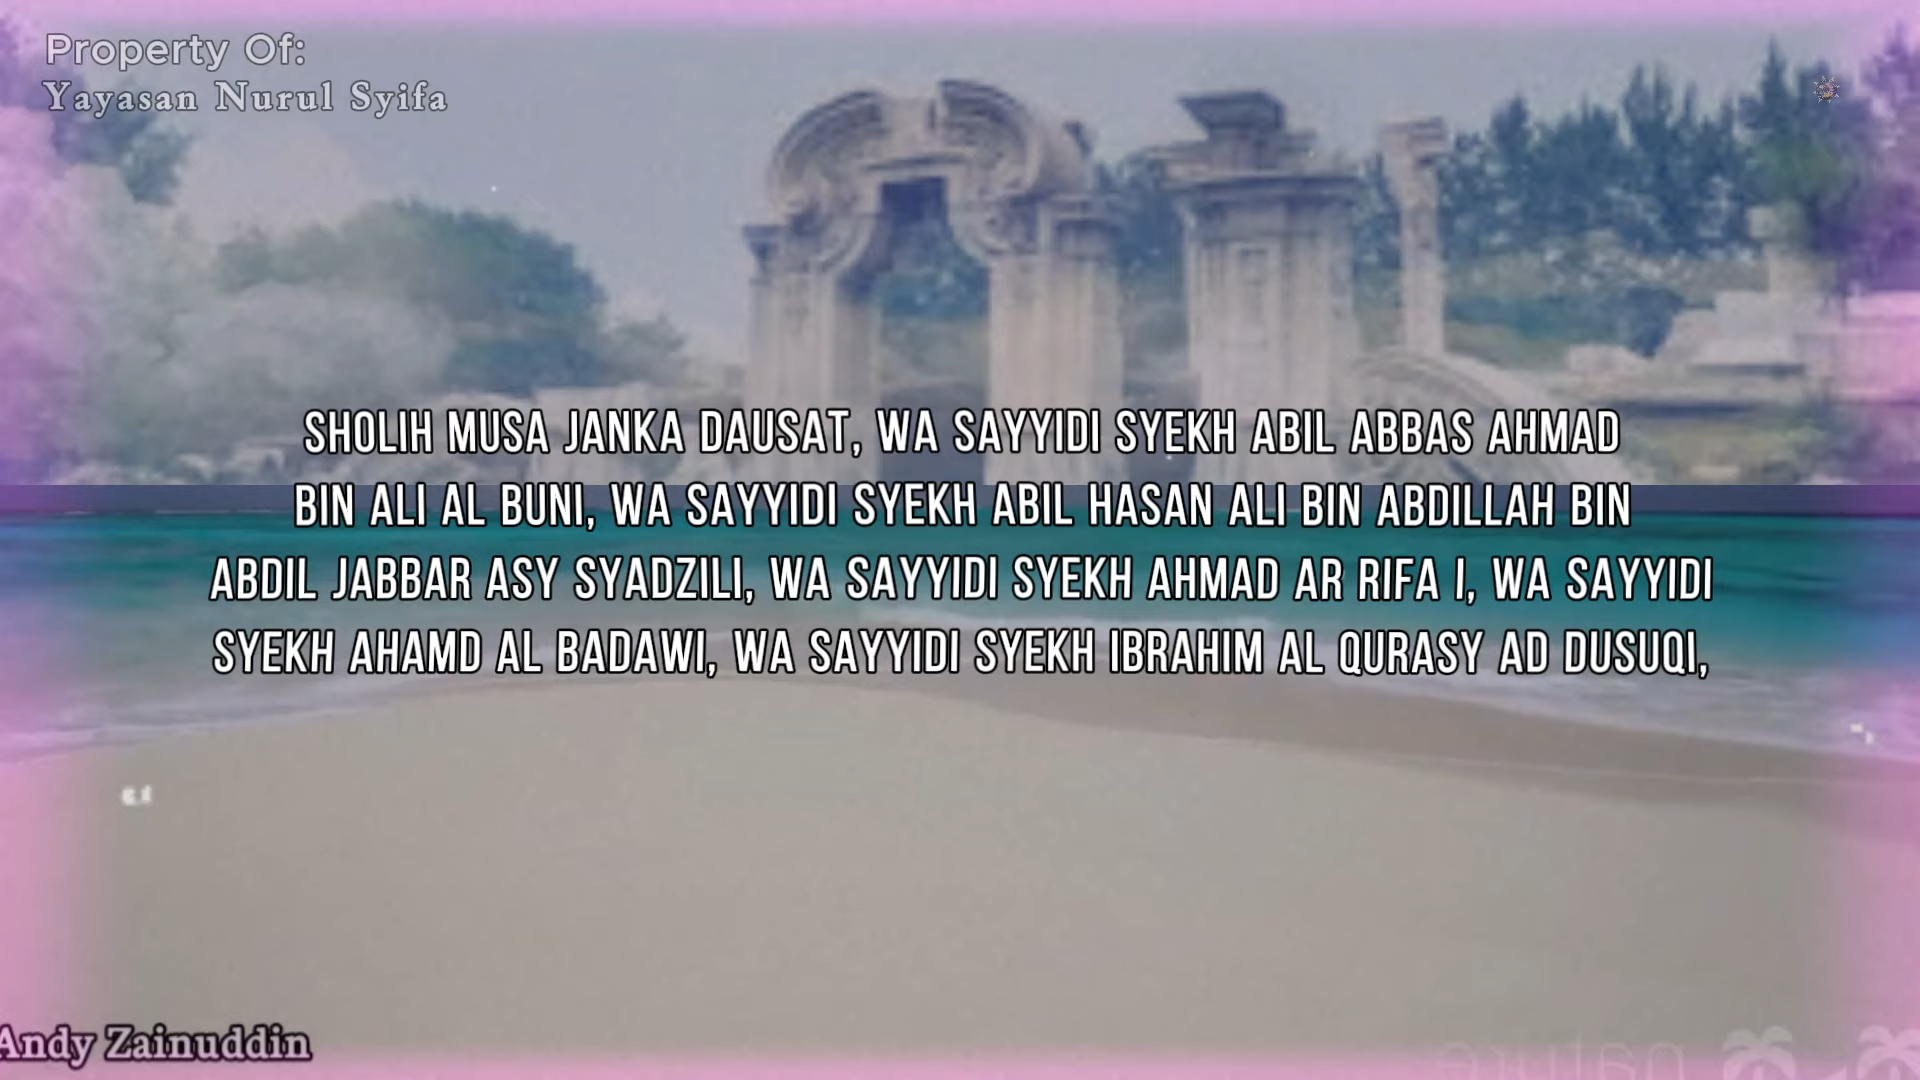 Property Of:
Yayasan Nurul Syifa
SHOLIH MUSA JANKA DAUSAT, WA SAYYIDI SYEKH ABIL ABBAS AHMAD
BIN ALI AL BUNI, WA SAYYIDI SYEKH ABIL HASAN ALI BIN ABDILLAH BIN
ABDIL JABBAR ASY SYADZILI, WA SAYYIDI SYEKH AHMAD AR RIFA I, WA SAYYIDI
SYEKH AHAMD AL BADAWI, WA SAYYIDI SYEKH IBRAHIM AL QURASY AD DUSUQI,
Andy Zainuddin